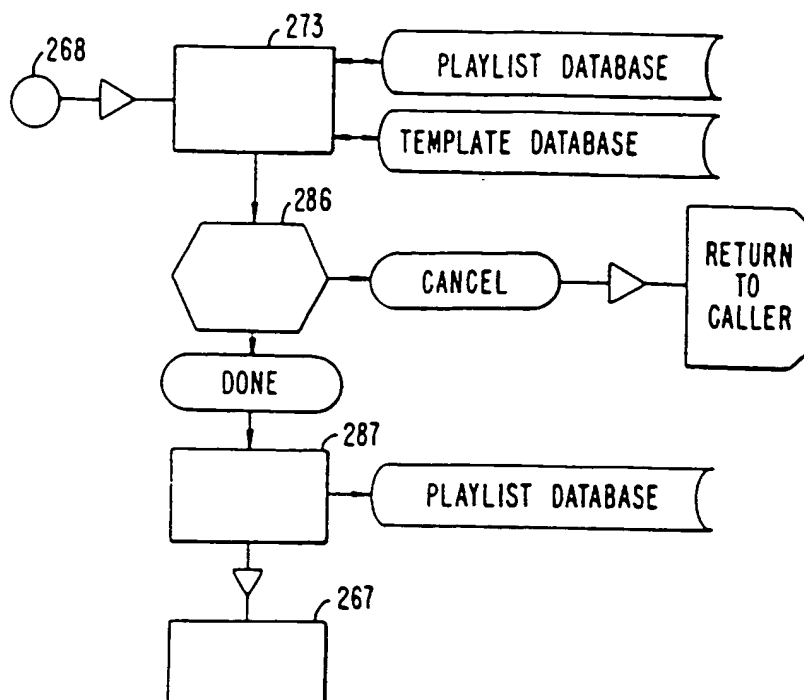 268
273
PLAYLIST DATABASE
TEMPLATE DATABASE
286
CANCEL
RETURN
TO
CALLER
DONE
287
PLAYLIST DATABASE
267